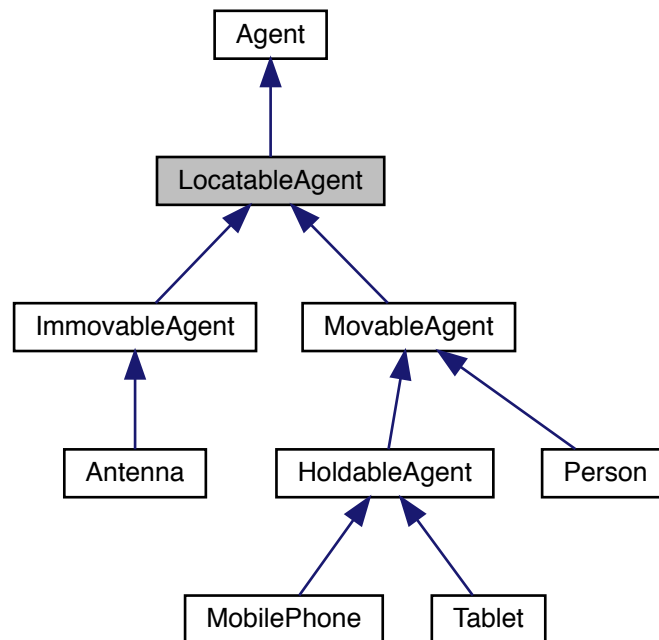 Agent
LocatableAgent
ImmovableAgent
MovableAgent
Antenna
HoldableAgent
Person
MobilePhone
Tablet